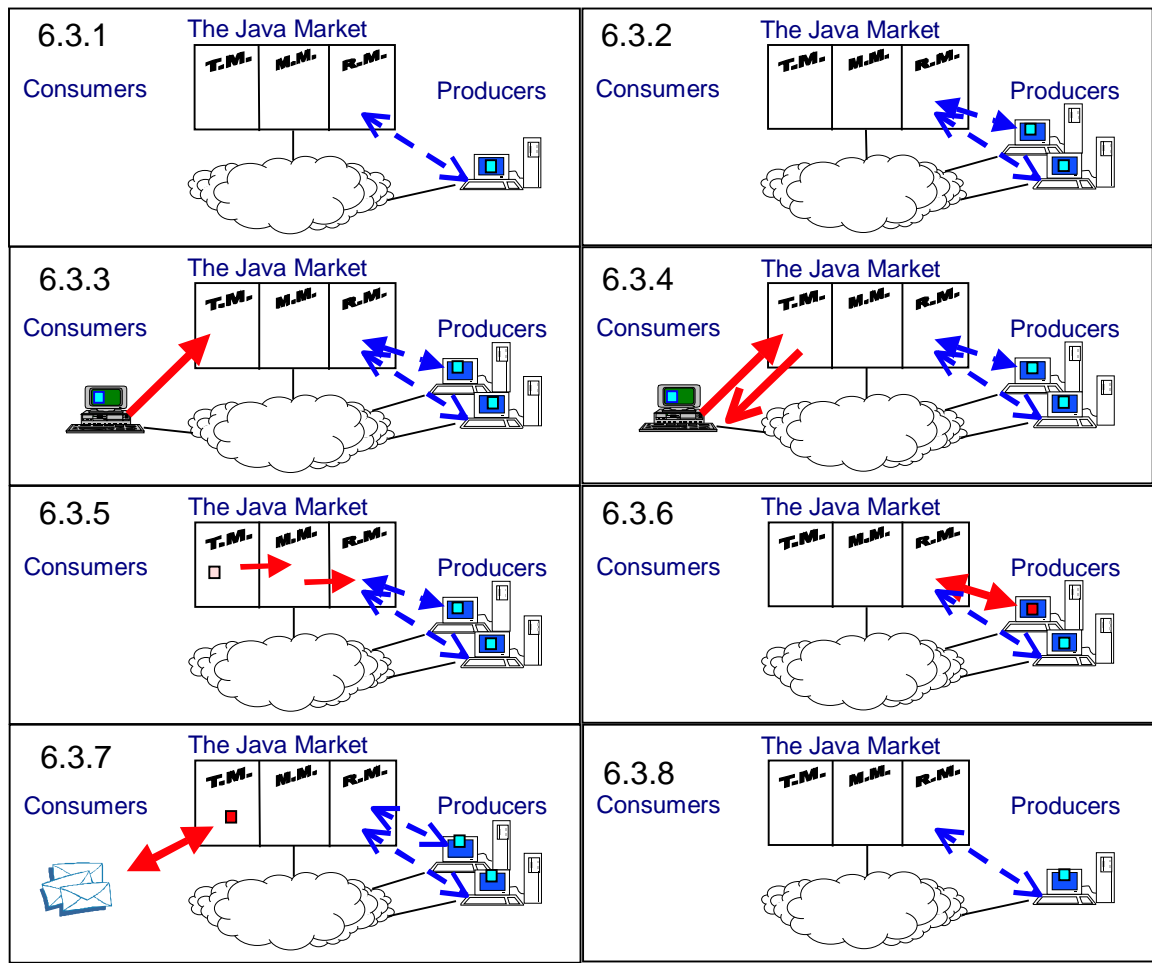 6.3.1
The Java Market
T.M. M.M. R.M.
Consumers
Producers
6.3.2
The Java Market
T.M. M.M. R.M.
Consumers
Producers
6.3.3
The Java Market
T.M. M.M. R.M.
Consumers
Producers
6.3.4
The Java Market
T.M. M.M. R.M.
Consumers
Producers
6.3.5
The Java Market
T.M. M.M. R.M.
Consumers
Producers
6.3.6
The Java Market
T.M. M.M. R.M.
Consumers
Producers
6.3.7
The Java Market
T.M. M.M. R.M.
Consumers
Producers
6.3.8
The Java Market
T.M. M.M. R.M.
Consumers
Producers